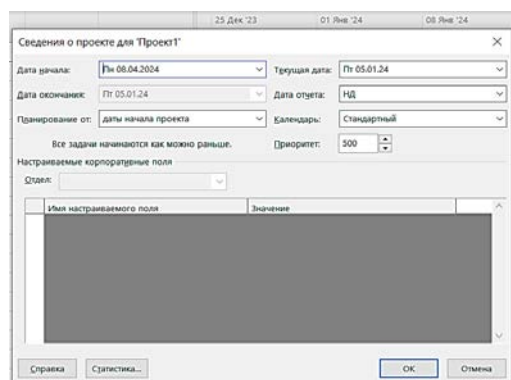 25 Дек '23 01 Янв '24 08 Янв '24
Сведения о проекте для 'Проект1'
Дата начала: Пн 08.04.2024 Текущая дата: Пт 05.01.24
Дата окончания: Пт 05.01.24 Дата отчета: НД
Планирование от: даты начала проекта Календарь: Стандартный
Все задачи начинаются как можно раньше. Приоритет: 500
Настраиваемые корпоративные поля
Отдел:
Имя настраиваемого поля Значение
Справка Статистика... ОК Отмена